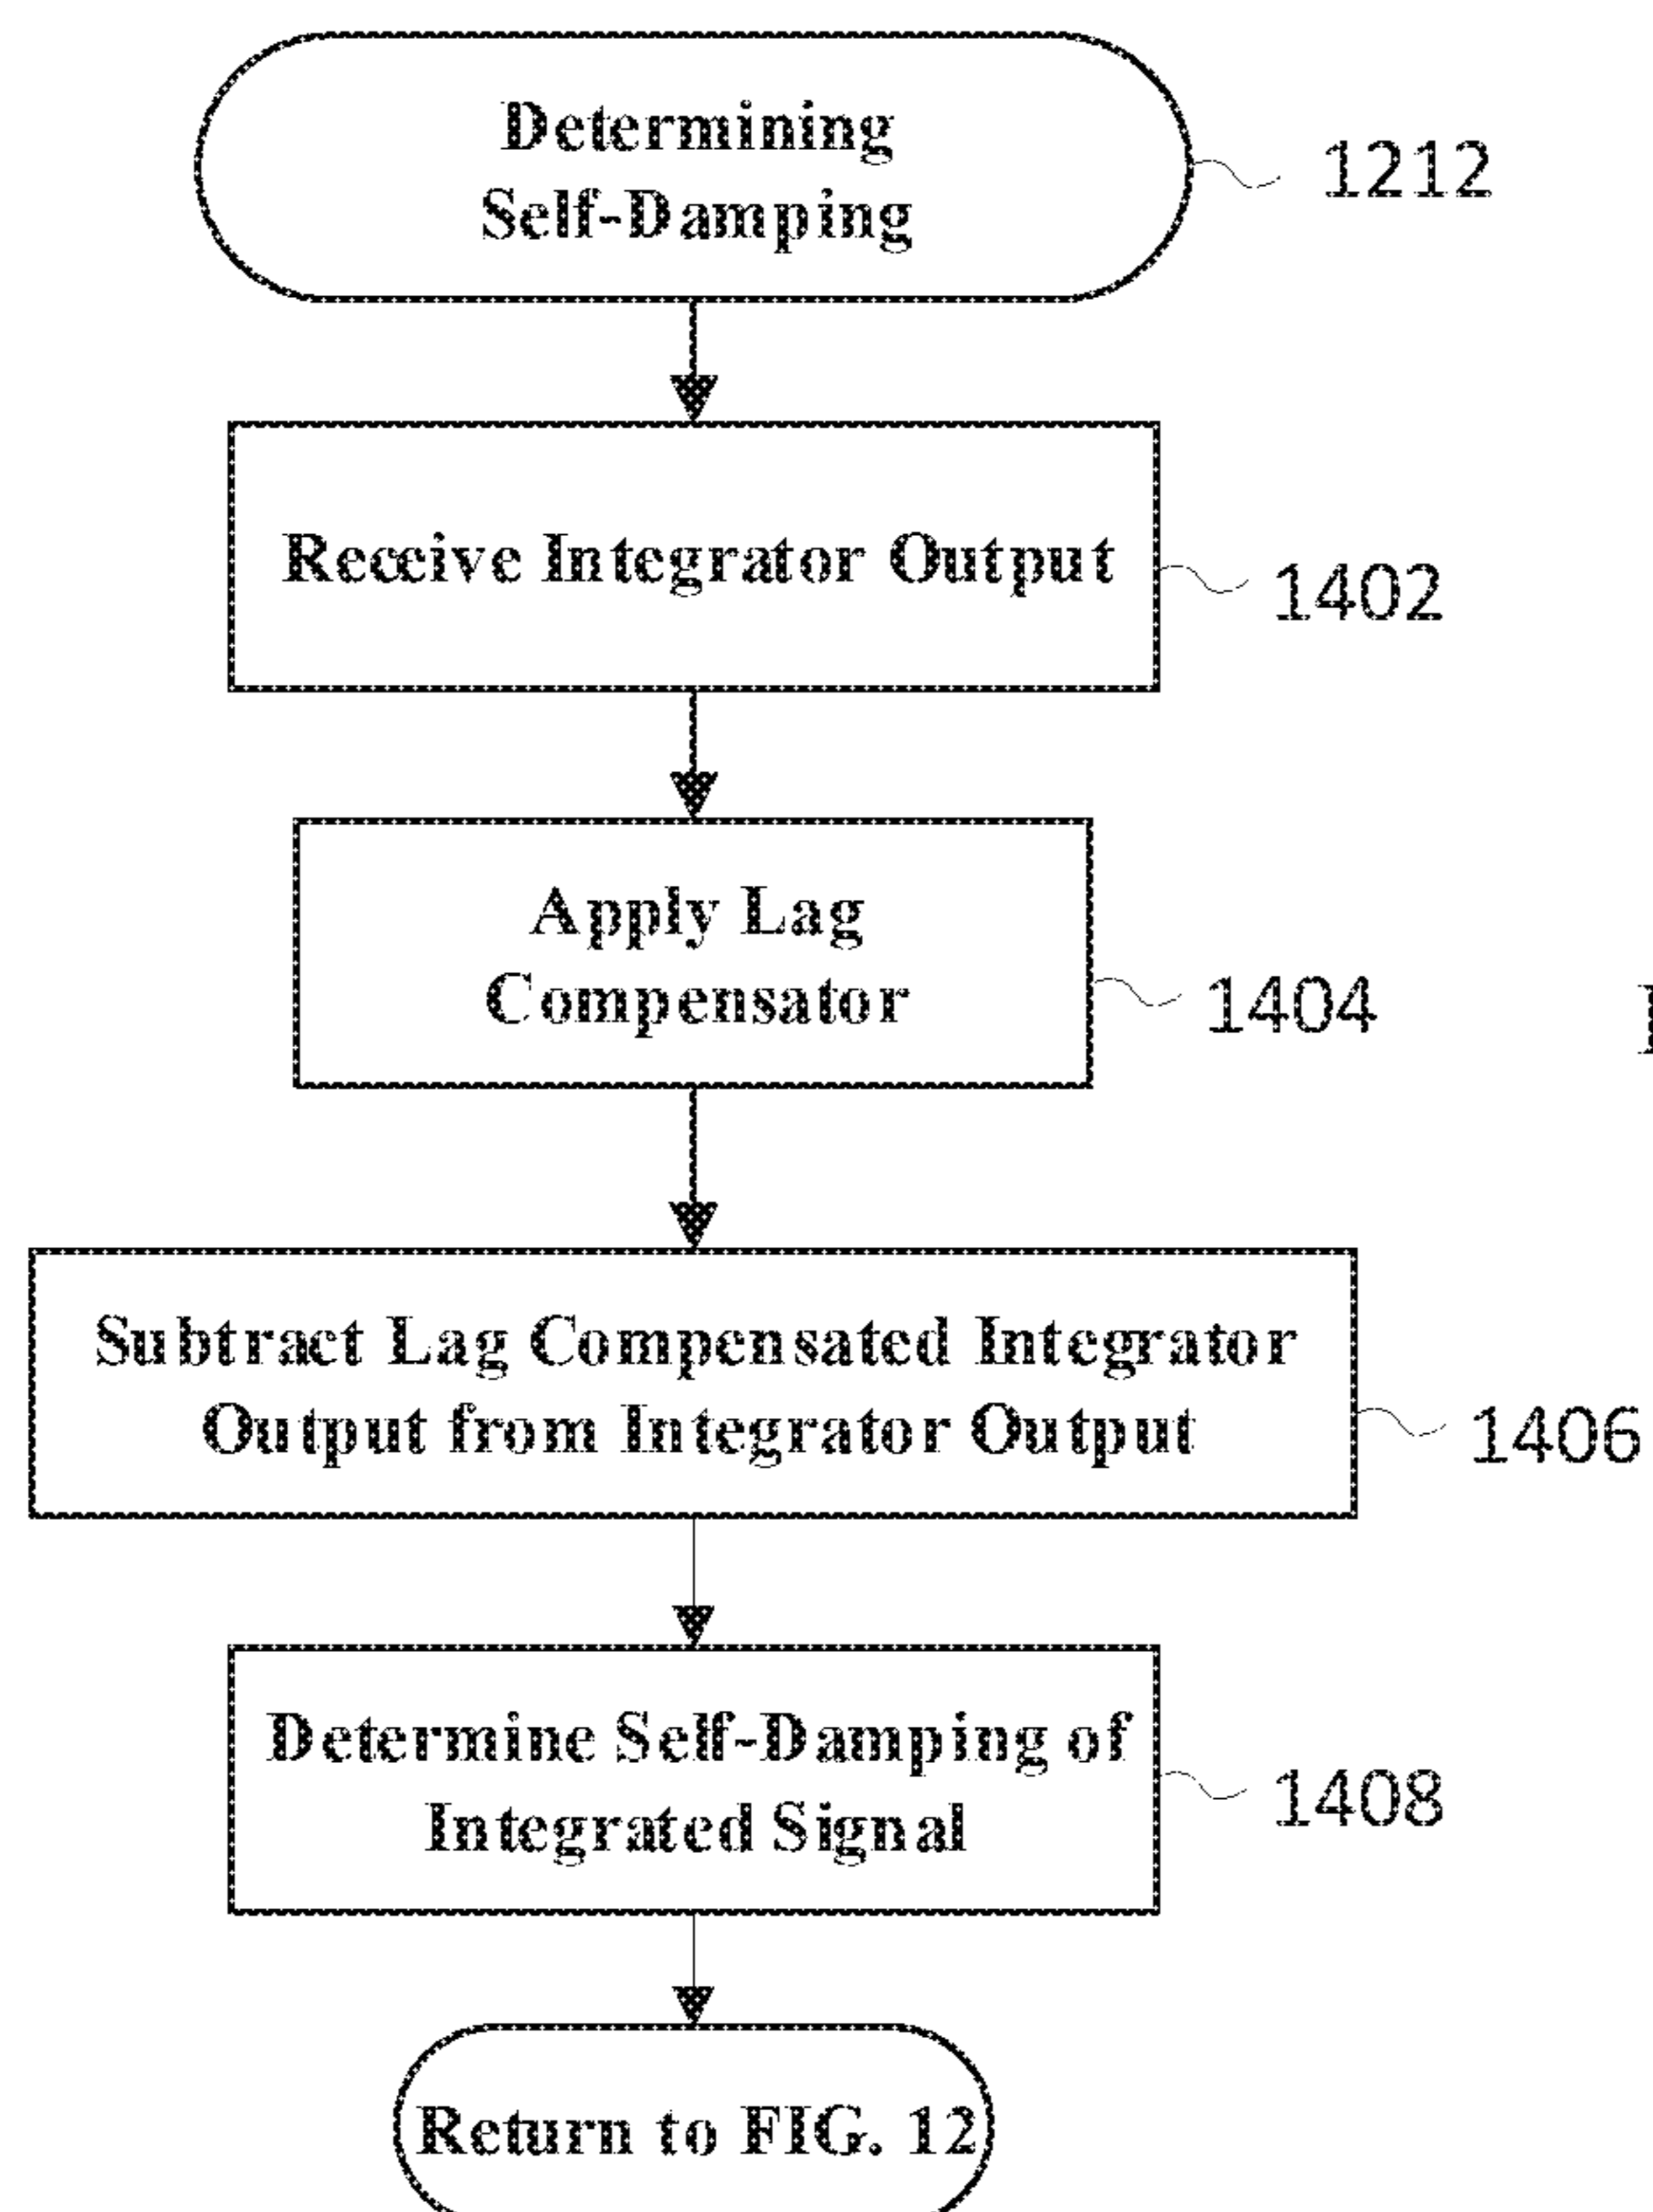 Determining
Self-Damping
1212
Receive Integrator Output
1402
Apply Lag
Compensator
1404
Subtract Lag Compensated Integrator
Output from Integrator Output
1406
Determine Self-Damping of
Integrated Signal
1408
Return to FIG. 12